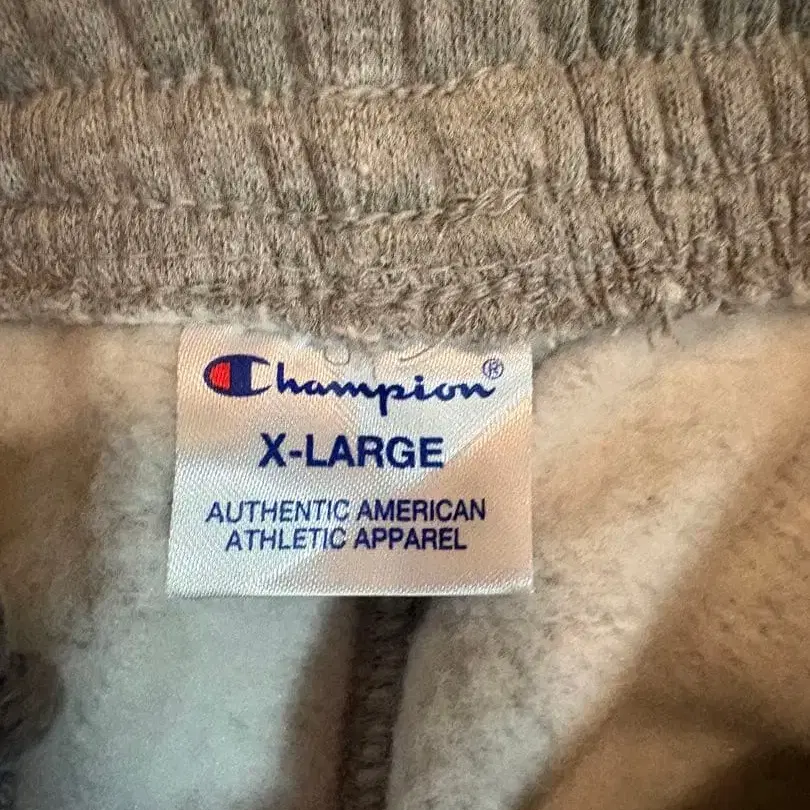 Champion®
X-LARGE
AUTHENTIC AMERICAN
ATHLETIC APPAREL